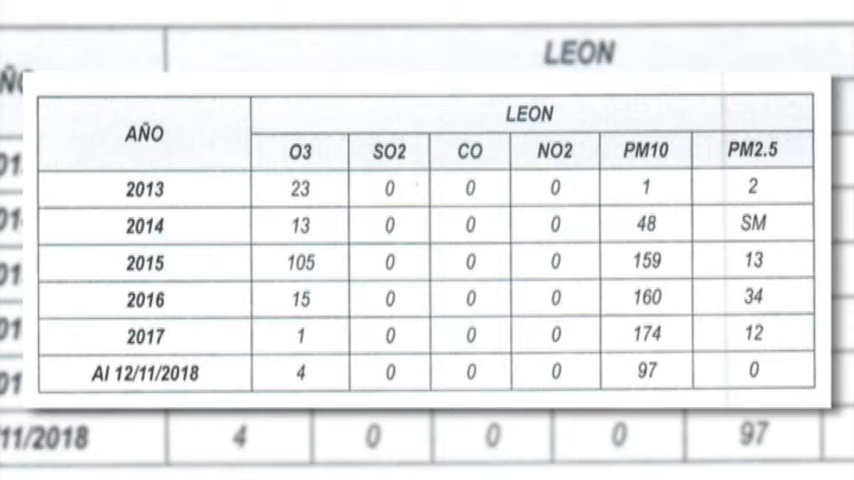 LEON
AÑO LEON
O3 SO2 CO NO2 PM10 PM2.5
2013 23 0 0 0 1 2
2014 13 0 0 0 48 SM
2015 105 0 0 0 159 13
2016 15 0 0 0 160 34
2017 1 0 0 0 174 12
Al 12/11/2018 4 0 0 0 97 0
11/2018 4 0 0 0 97